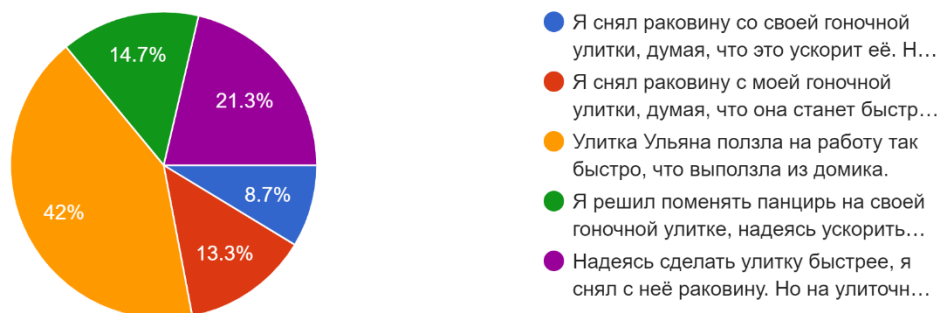 14.7%
21.3%
8.7%
13.3%
42%
Я снял раковину со своей гоночной
улитки, думая, что это ускорит её. Н…
Я снял раковину с моей гоночной
улитки, думая, что она станет быстр…
Улитка Ульяна ползла на работу так
быстро, что выползла из домика.
Я решил поменять панцирь на своей
гоночной улитке, надеясь ускорить…
Надеясь сделать улитку быстрее, я
снял с неё раковину. Но на улиточн…